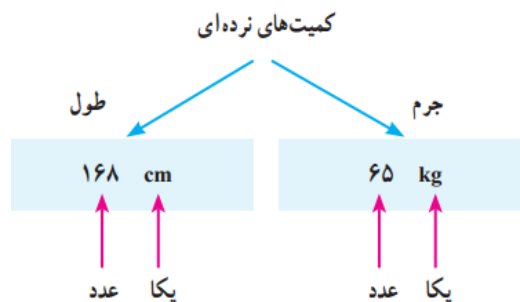 کمیت‌های نرده‌ای
جرم
طول
۶۵ kg
۱۶۸ cm
یکا
عدد
یکا
عدد